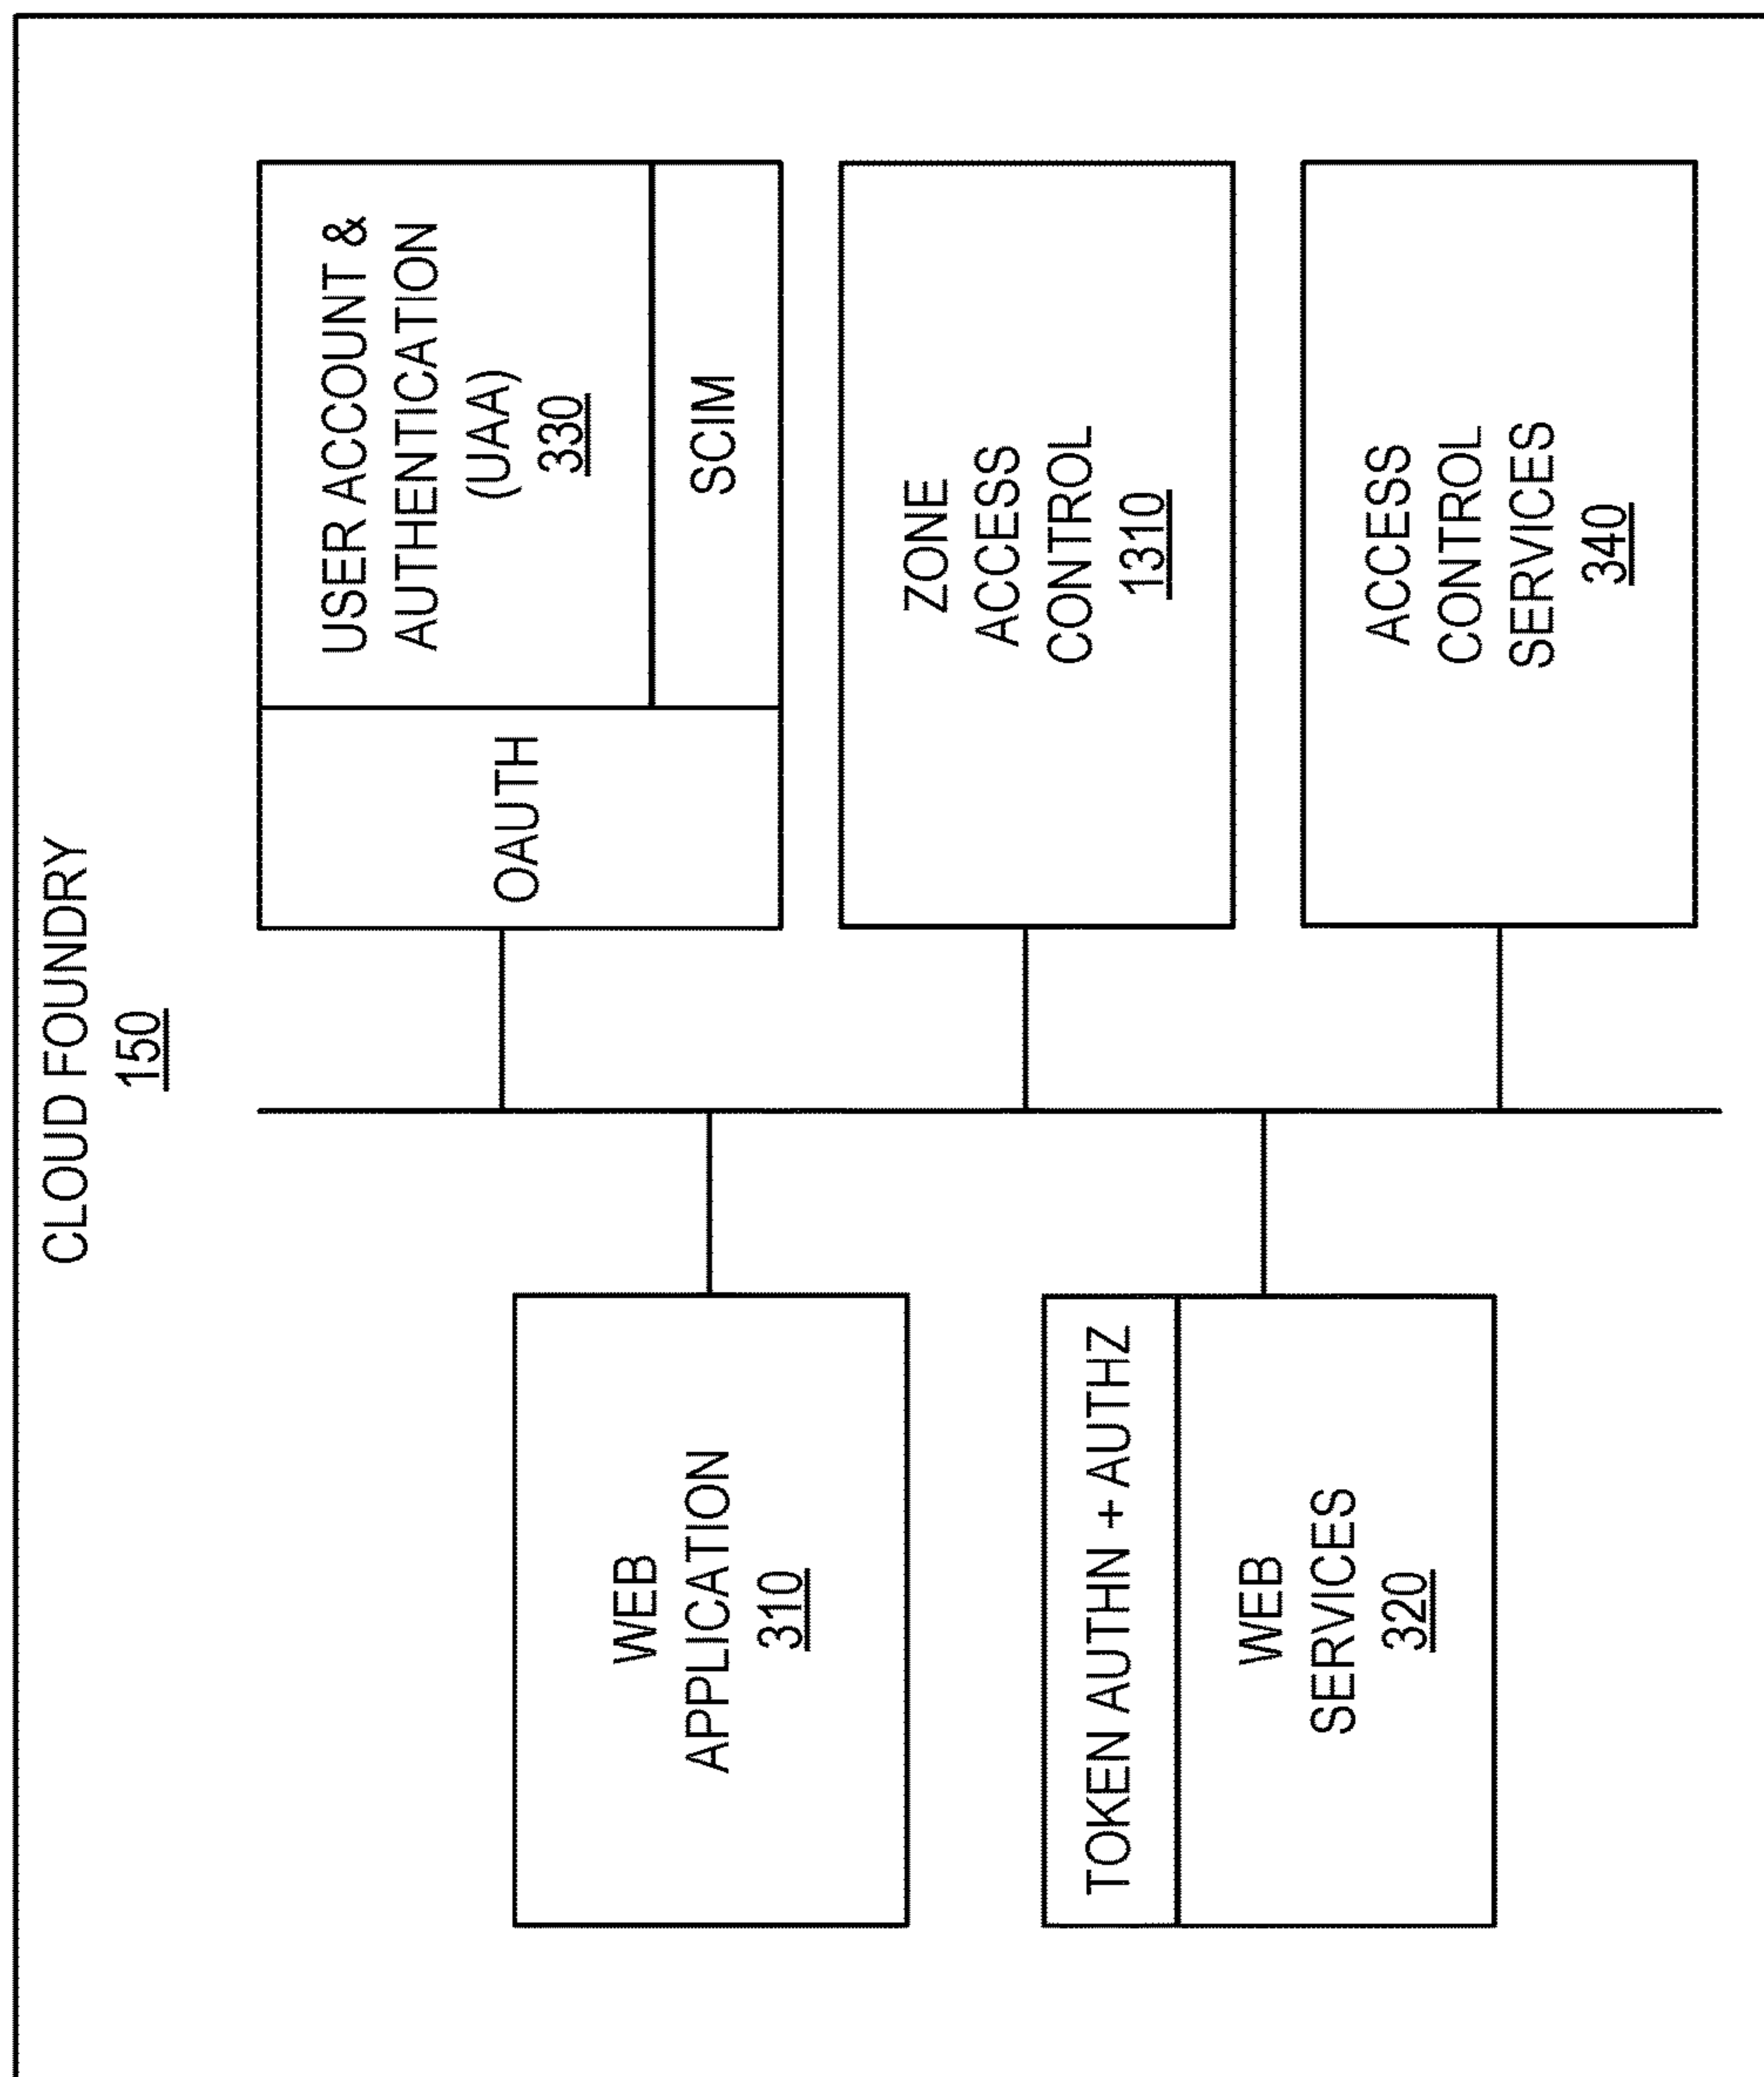 CLOUD FOUNDRY
150
WEB
APPLICATION
310
TOKEN AUTHN + AUTHZ
WEB
SERVICES
320
OAUTH
USER ACCOUNT &
AUTHENTICATION
(UAA)
330
SCIM
ZONE
ACCESS
CONTROL
1310
ACCESS
CONTROL
SERVICES
340